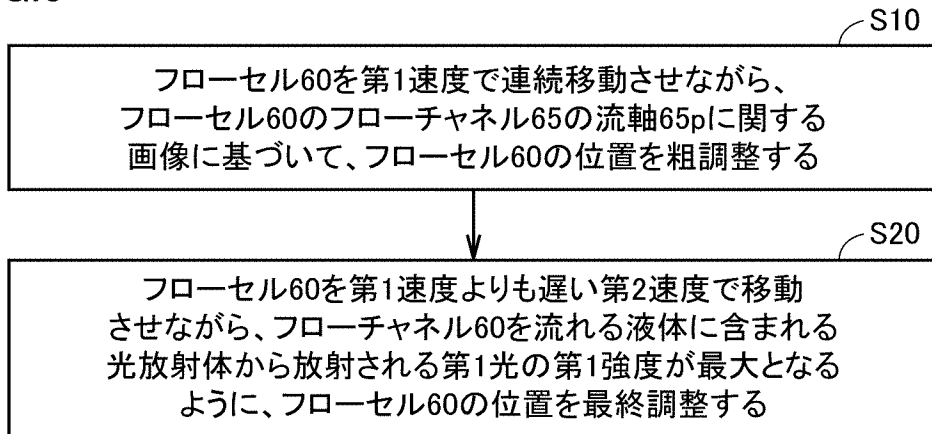 S10
フローセル60を第1速度で連続移動させながら、
フローセル60のフローチャネル65の流軸65pに関する
画像に基づいて、フローセル60の位置を粗調整する
S20
フローセル60を第1速度よりも遅い第2速度で移動
させながら、フローチャネル60を流れる液体に含まれる
光放射体から放射される第1光の第1強度が最大となる
ように、フローセル60の位置を最終調整する